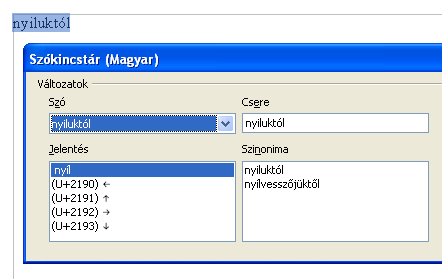 nyiluktól
Szókincstár (Magyar)
Változatok
Szó
Csere
nyiluktól
nyiluktól
Jelentés
Szinonima
nyíl
(U+2190) ←
(U+2191) ↑
(U+2192) →
(U+2193) ↓
nyiluktól
nyílvesszőjüktől